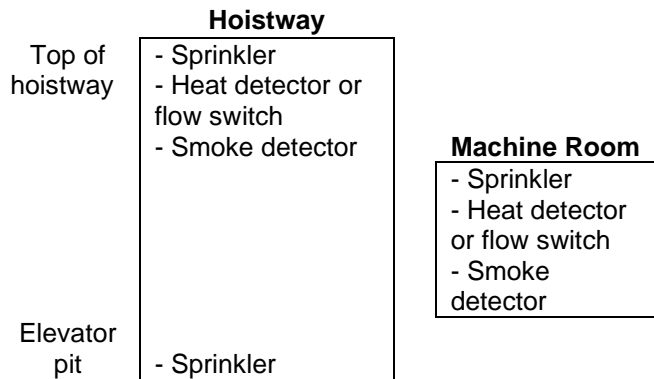 Hoistway
Top of
hoistway
- Sprinkler
- Heat detector or
flow switch
- Smoke detector
Machine Room
- Sprinkler
- Heat detector
or flow switch
- Smoke
detector
Elevator
pit
- Sprinkler